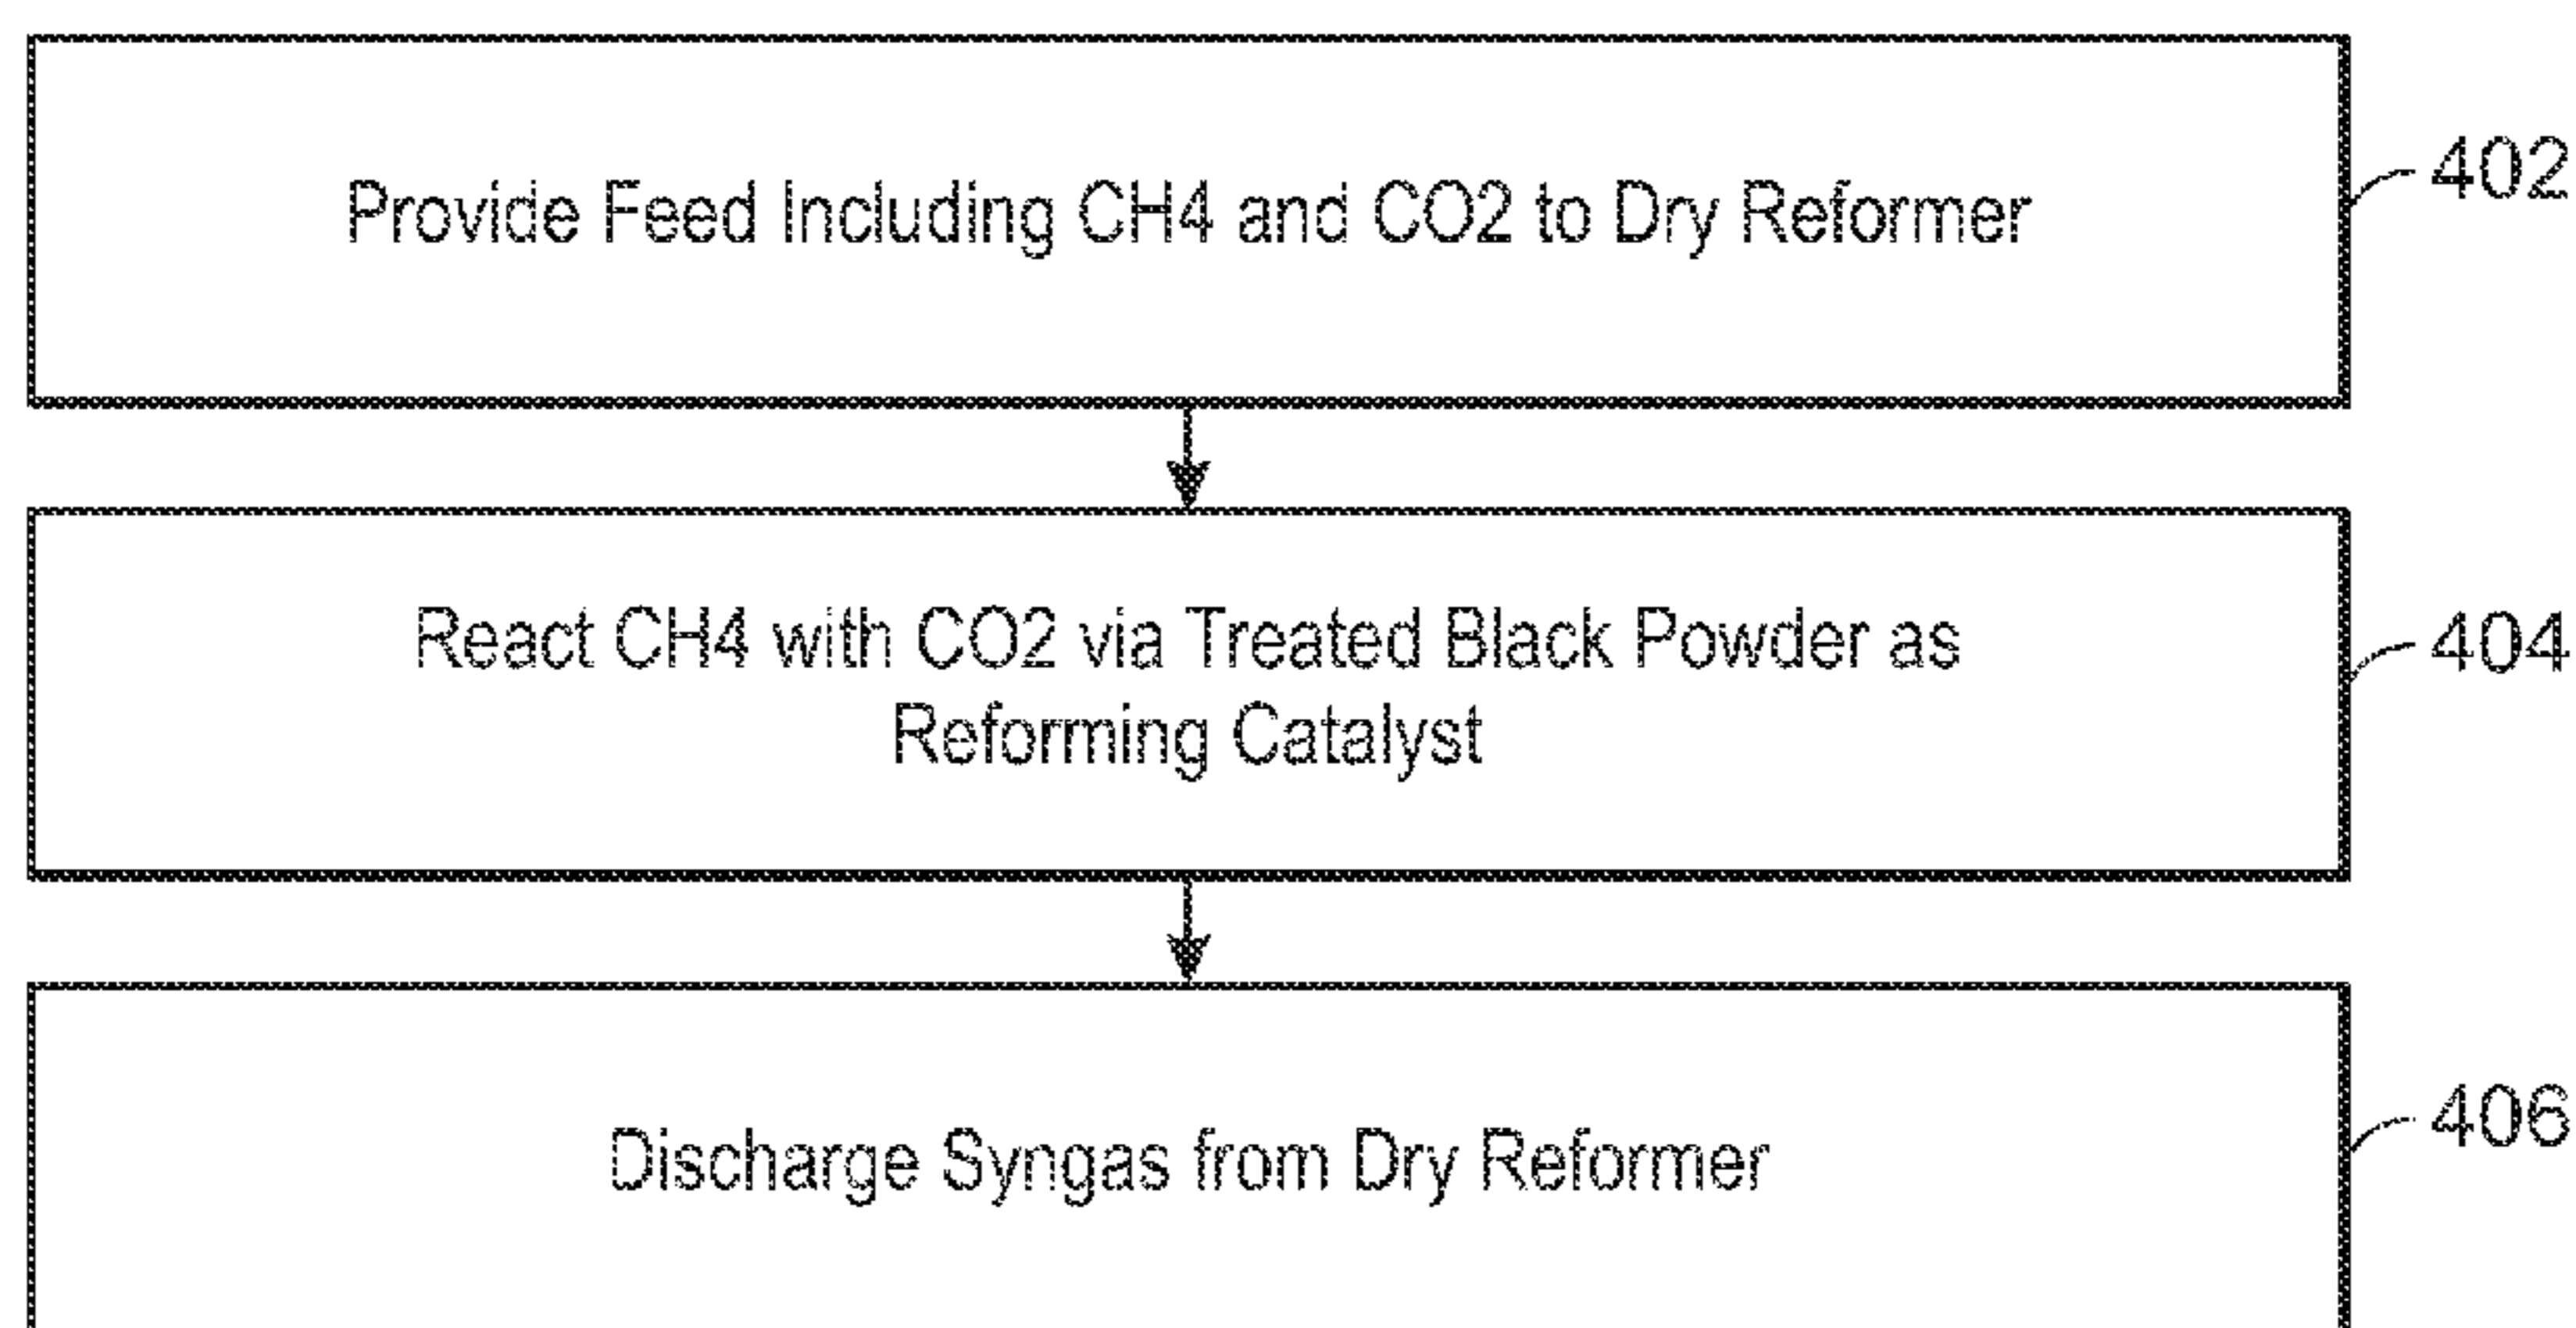 Provide Feed Including CH4 and CO2 to Dry Reformer
402
React CH4 with CO2 via Treated Black Powder as
Reforming Catalyst
404
Discharge Syngas from Dry Reformer
406